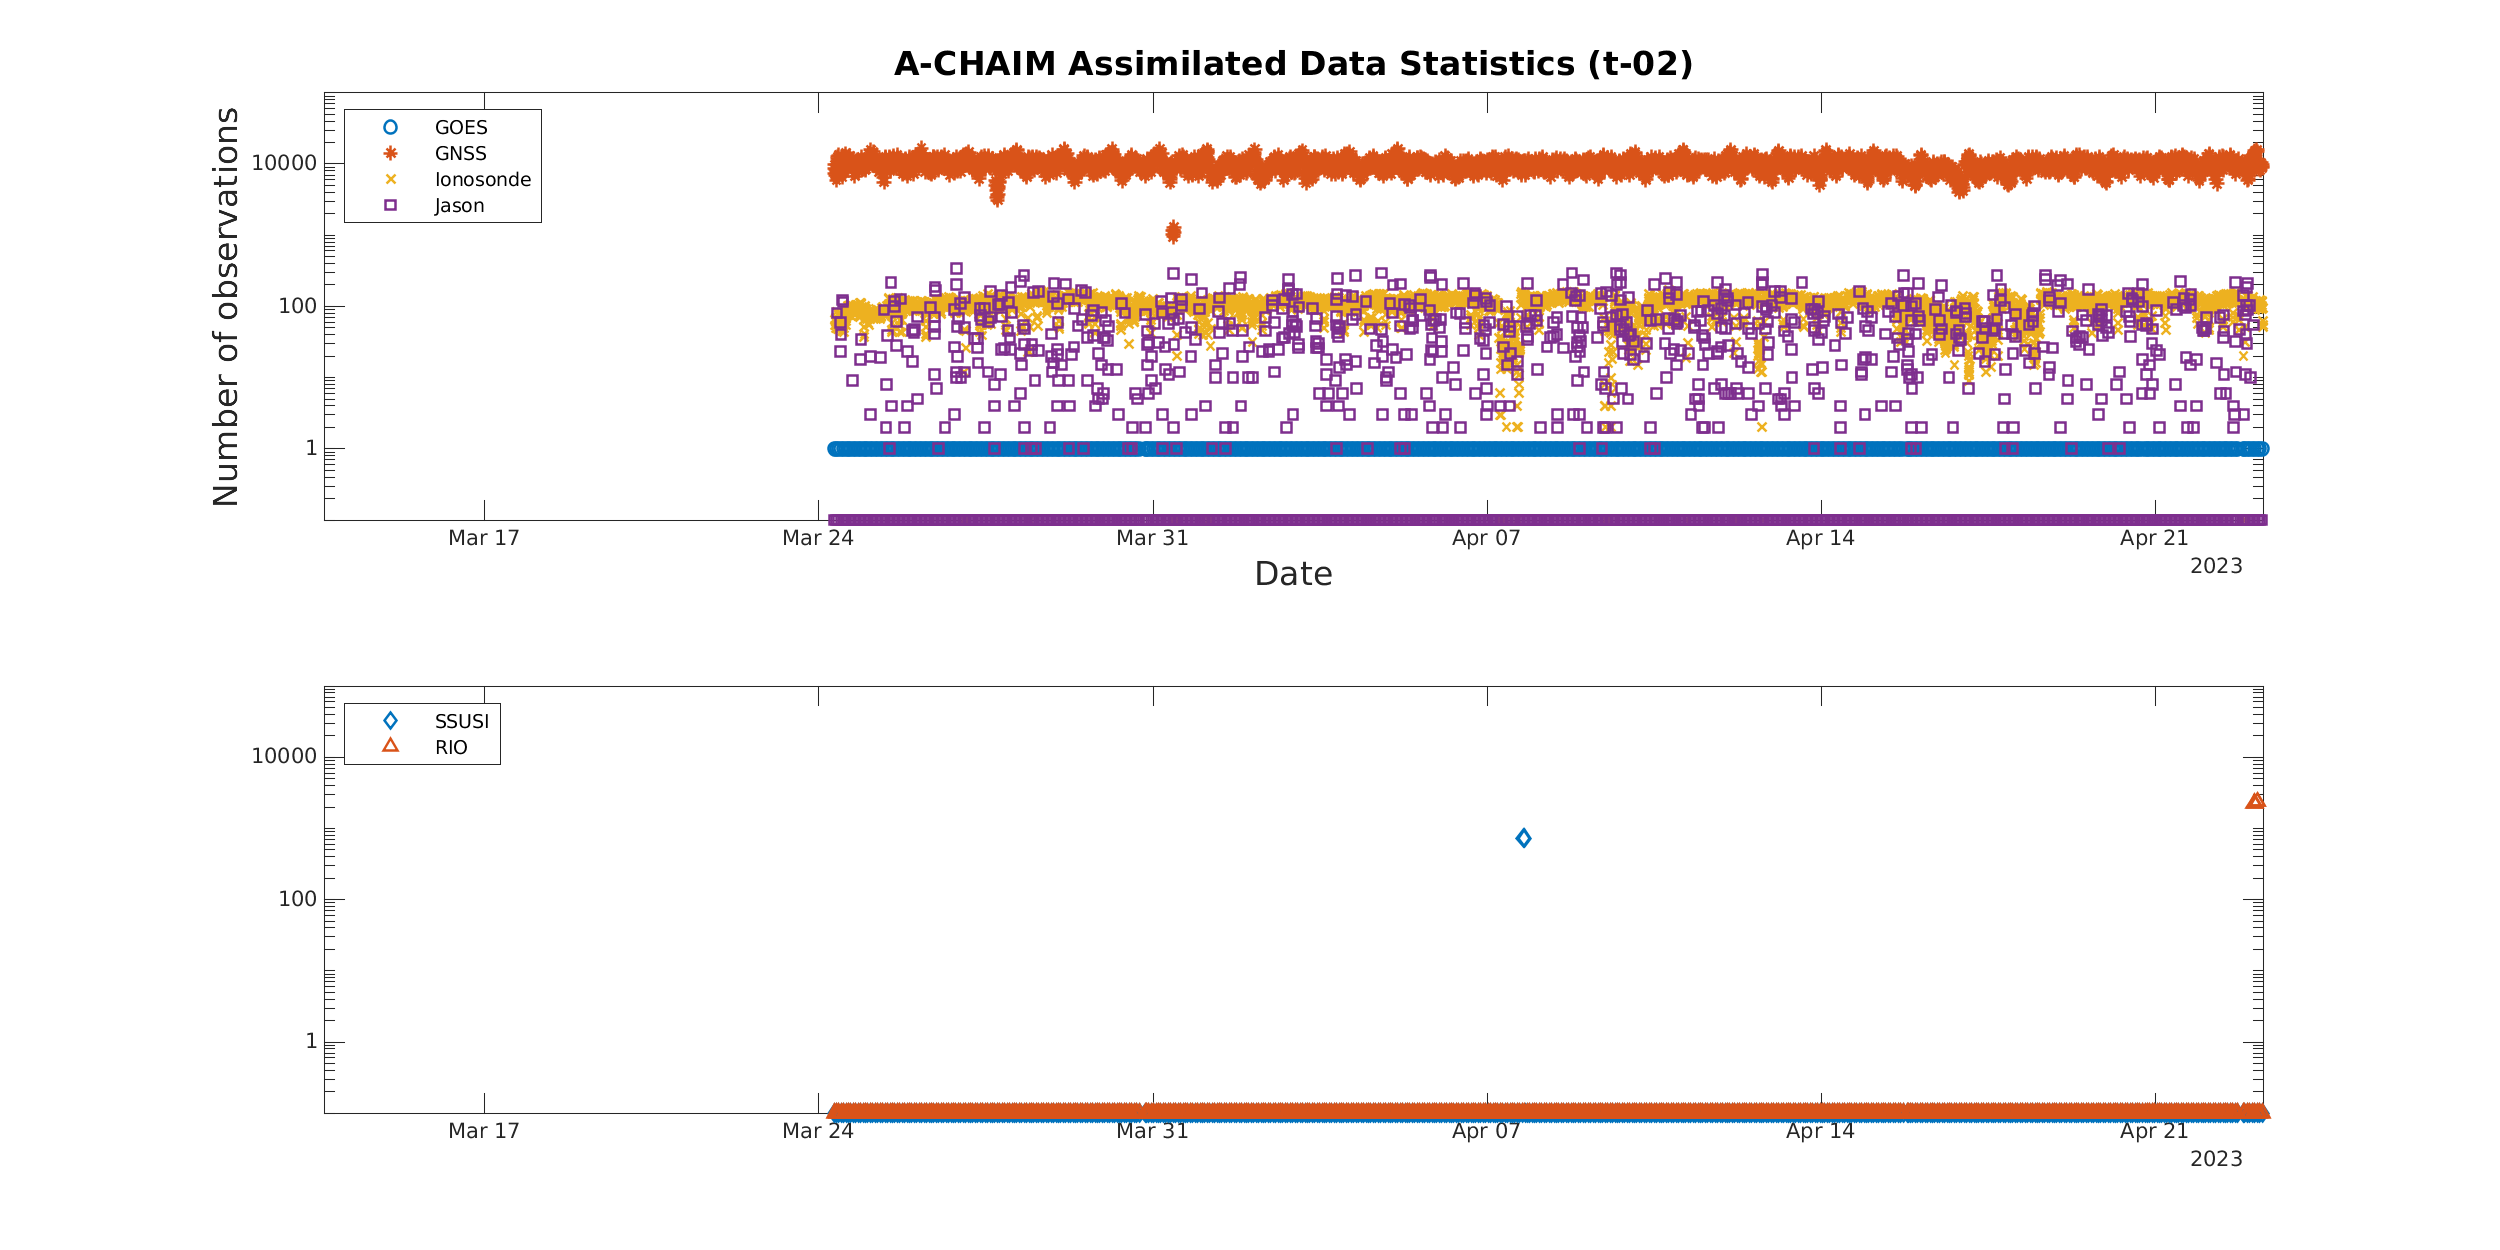 A-CHAIM Assimilated Data Statistics (t-02)
Number of observations
10000
100
1
GOES
GNSS
Ionosonde
Jason
Mar 17 Mar 24 Mar 31 Apr 07 Apr 14 Apr 21
2023
Date
10000
100
1
SSUSI
RIO
Mar 17 Mar 24 Mar 31 Apr 07 Apr 14 Apr 21
2023